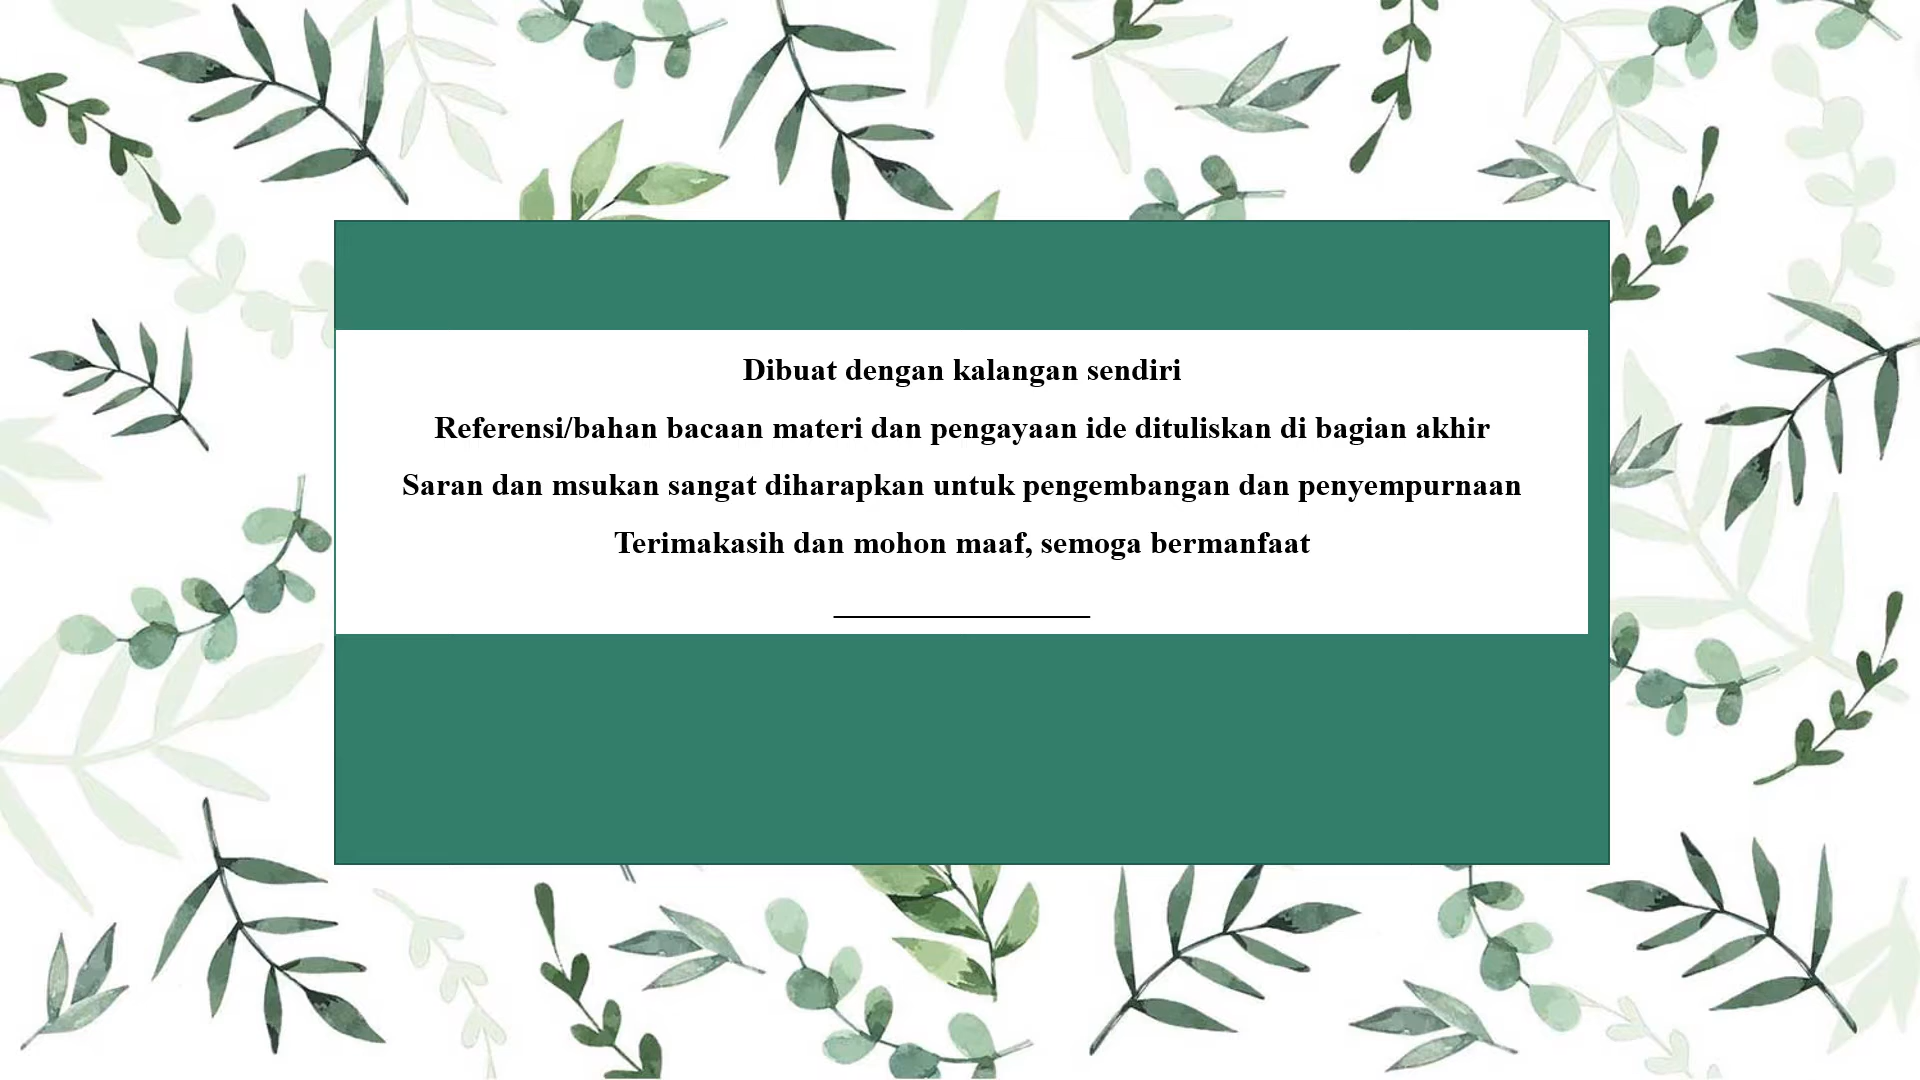 Dibuat dengan kalangan sendiri
Referensi/bahan bacaan materi dan pengayaan ide dituliskan di bagian akhir
Saran dan msukan sangat diharapkan untuk pengembangan dan penyempurnaan
Terimakasih dan mohon maaf, semoga bermanfaat
________________